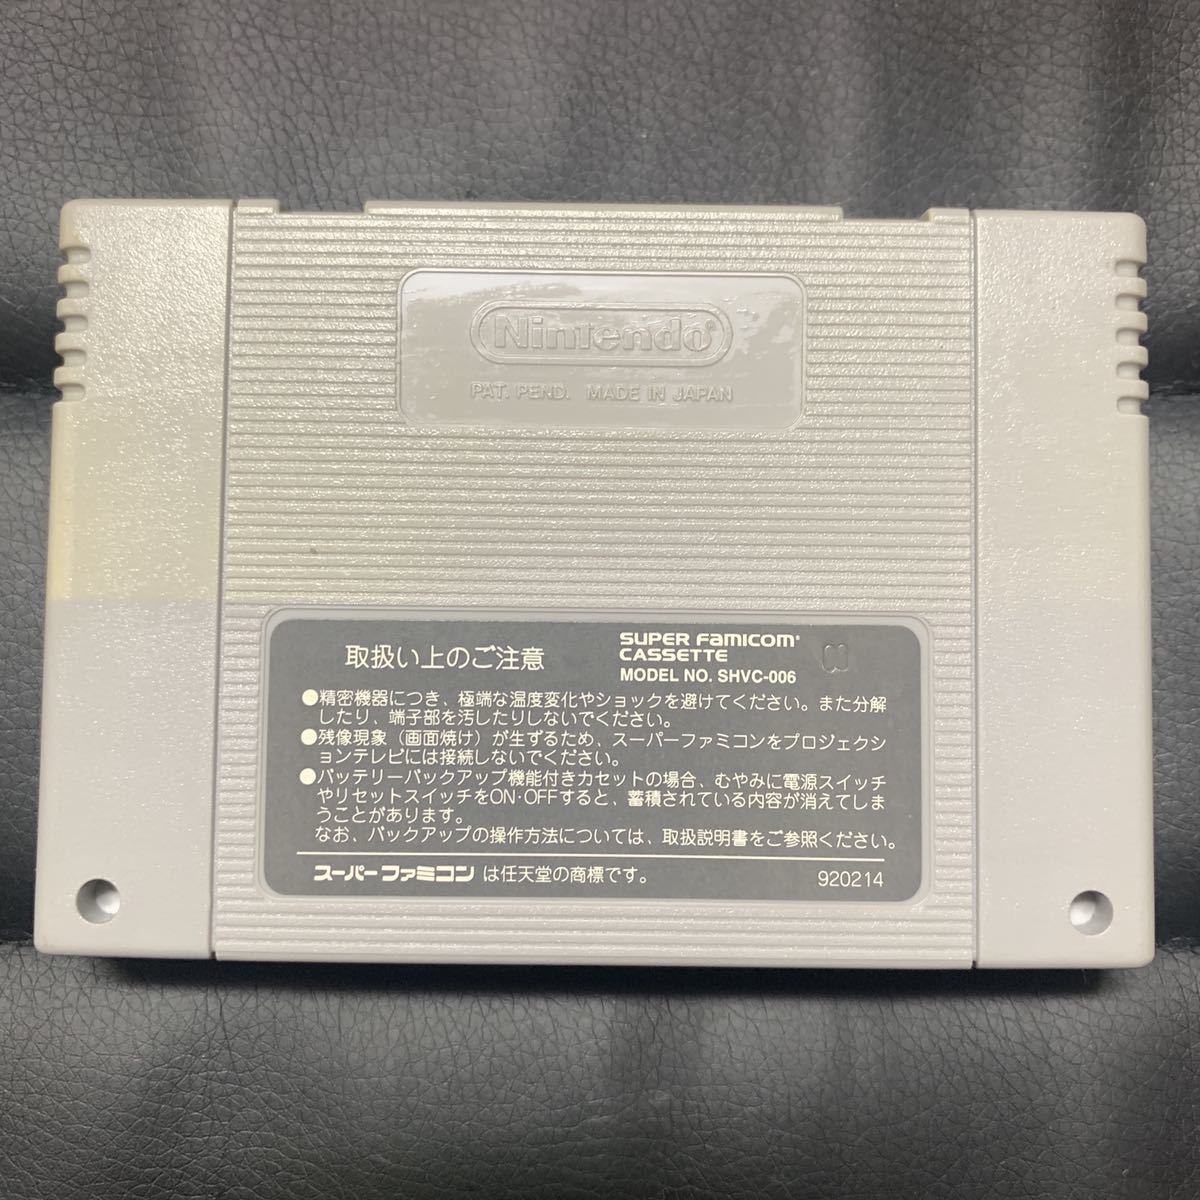 Nintendo®
PAT. PEND. MADE IN JAPAN
取扱い上のご注意
SUPER FAMICOM®
CASSETTE
MODEL NO. SHVC-006
●精密機器につき、極端な温度変化やショックを避けてください。また分解
したり、端子部を汚したりしないでください。
●残像現象（画面焼け）が生ずるため、スーパーファミコンをプロジェクシ
ョンテレビには接続しないでください。
●バッテリーバックアップ機能付きカセットの場合、むやみに電源スイッチ
やリセットスイッチをON·OFFすると、蓄積されている内容が消えてしま
うことがあります。
なお、バックアップの操作方法については、取扱説明書をご参照ください。
スーパーファミコンは任天堂の商標です。
920214